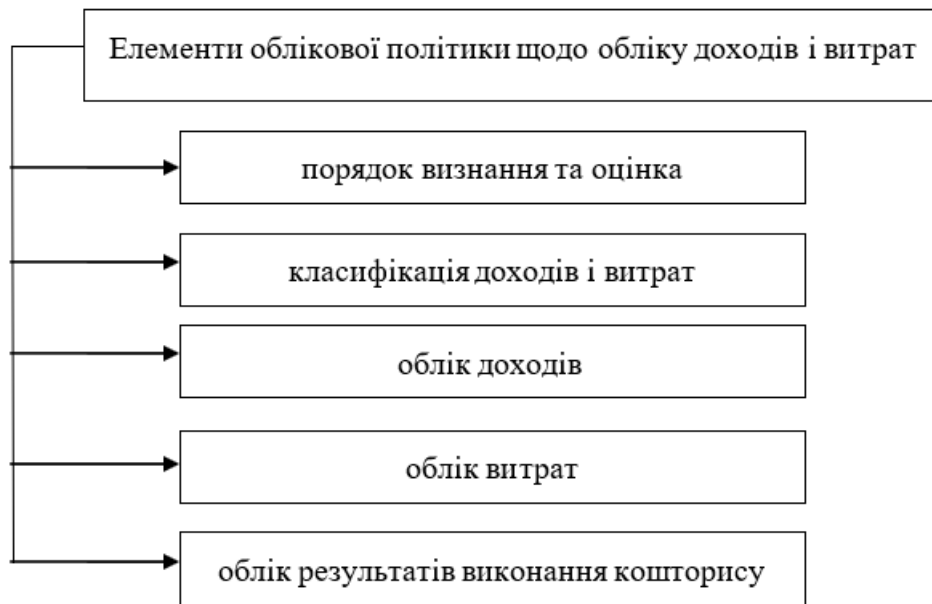 Елементи облікової політики щодо обліку доходів і витрат
порядок визнання та оцінка
класифікація доходів і витрат
облік доходів
облік витрат
облік результатів виконання кошторису